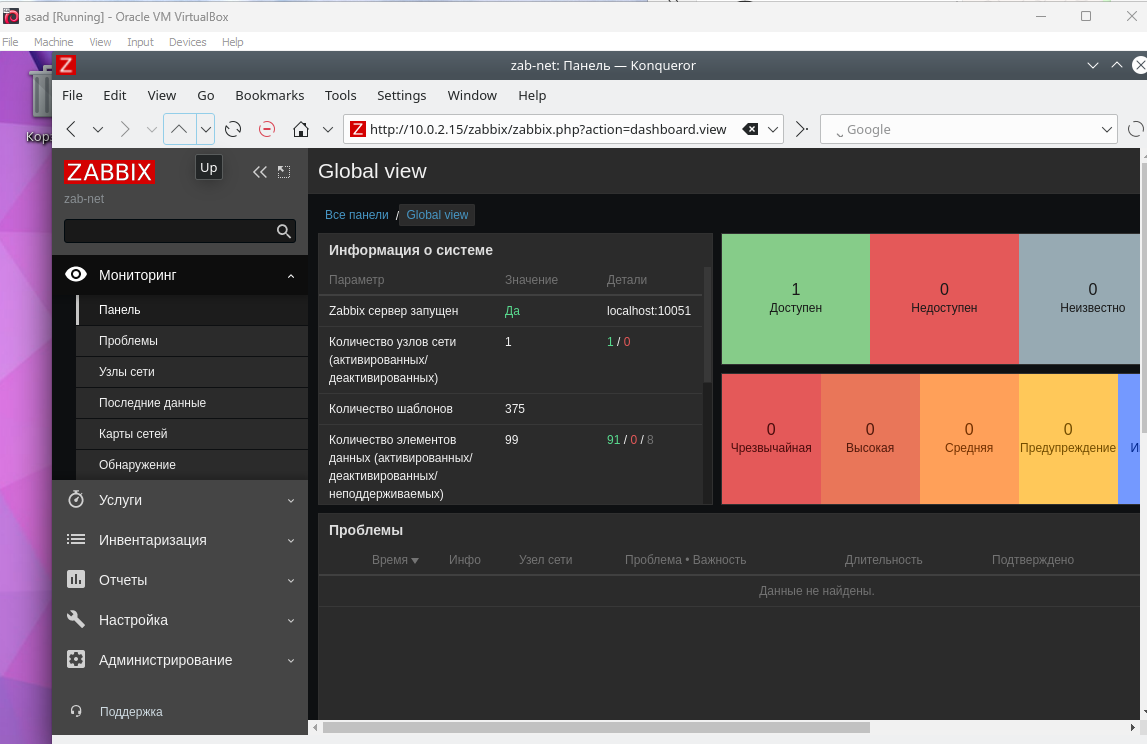 asad [Running] - Oracle VM VirtualBox
File Machine View Input Devices Help
Z zab-net: Панель — Konqueror
File Edit View Go Bookmarks Tools Settings Window Help
Z http://10.0.2.15/zabbix/zabbix.php?action=dashboard.view Google
Up
ZABBIX
zab-net
Мониторинг
Панель
Проблемы
Узлы сети
Последние данные
Карты сетей
Обнаружение
Услуги
Инвентаризация
Отчеты
Настройка
Администрирование
Поддержка
Global view
Все панели / Global view
Информация о системе
Параметр Значение Детали
Zabbix сервер запущен Да localhost:10051
Количество узлов сети 1 1 / 0
(активированных/
деактивированных)
Количество шаблонов 375
Количество элементов 99 91 / 0 / 8
данных (активированных/
деактивированных/
неподдерживаемых)
1 0 0
Доступен Недоступен Неизвестно
0 0 0 0
Чрезвычайная Высокая Средняя Предупреждение
Проблемы
Время Инфо Узел сети Проблема • Важность Длительность Подтверждено
Данные не найдены.